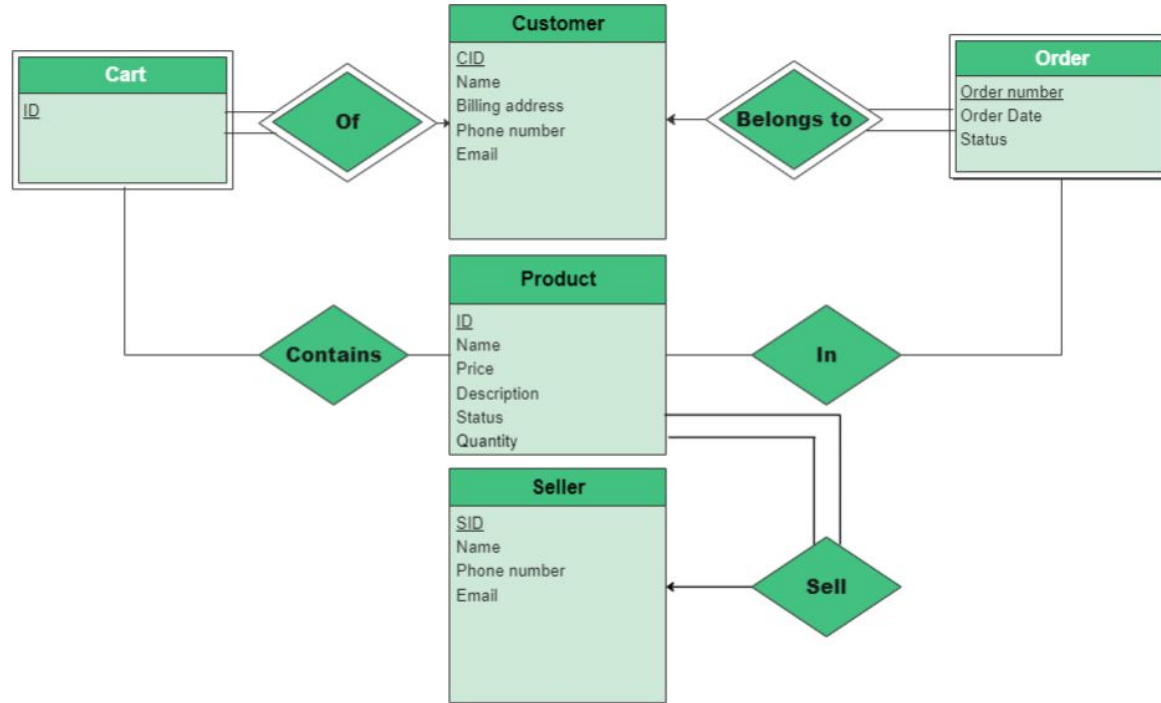 Customer
CID
Name
Billing address
Phone number
Email
Cart
ID
Of
Belongs to
Order
Order number
Order Date
Status
Product
ID
Name
Price
Description
Status
Quantity
Contains
In
Seller
SID
Name
Phone number
Email
Sell